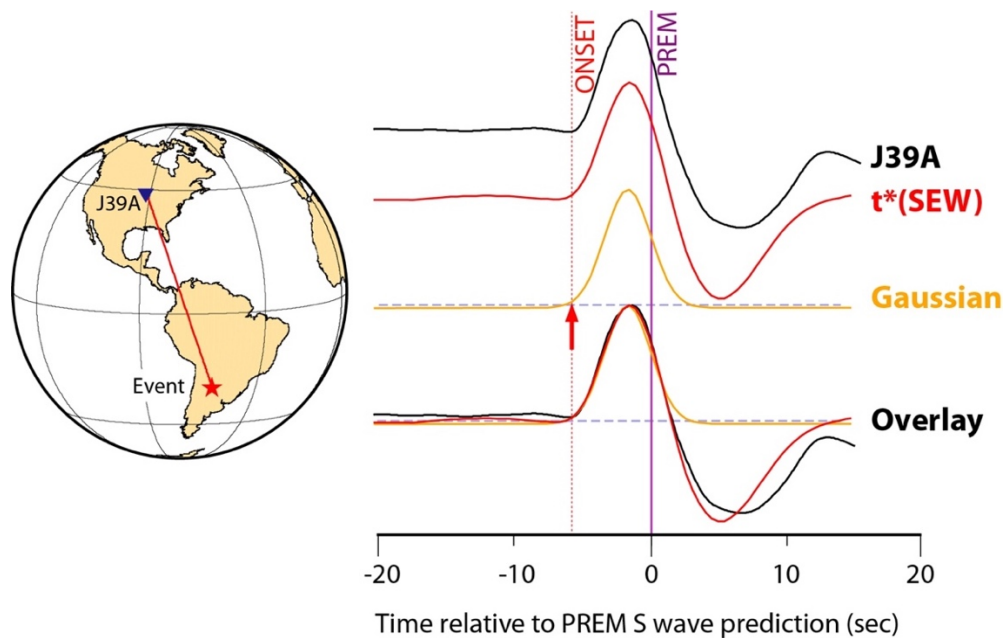 J39A
Event
ONSET
PREM
J39A
t*(SEW)
Gaussian
Overlay
-20 -10 0 10 20
Time relative to PREM S wave prediction (sec)